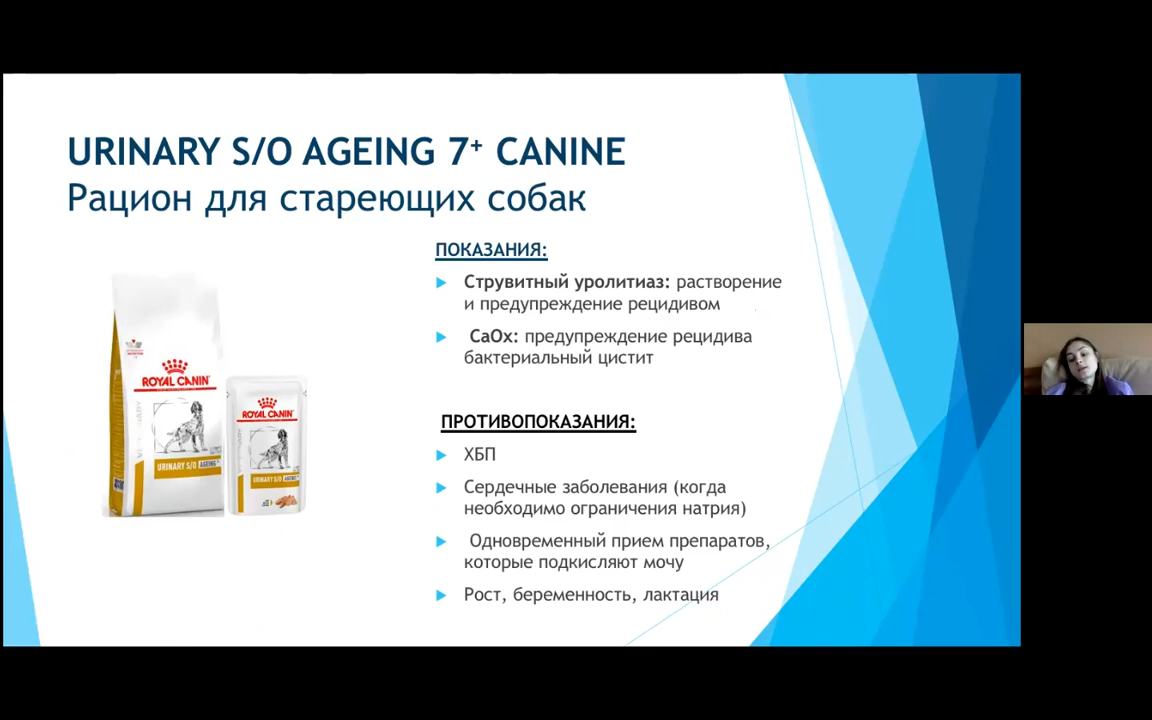 URINARY S/O AGEING 7+ CANINE
Рацион для стареющих собак
ПОКАЗАНИЯ:
Струвитный уролитиаз: растворение
и предупреждение рецидивом
CaOx: предупреждение рецидива
бактериальный цистит
ПРОТИВОПОКАЗАНИЯ:
ХБП
Сердечные заболевания (когда
необходимо ограничения натрия)
Одновременный прием препаратов,
которые подкисляют мочу
Рост, беременность, лактация
ROYAL CANIN
URINARY S/O AGEING
ROYAL CANIN
URINARY S/O AGEING